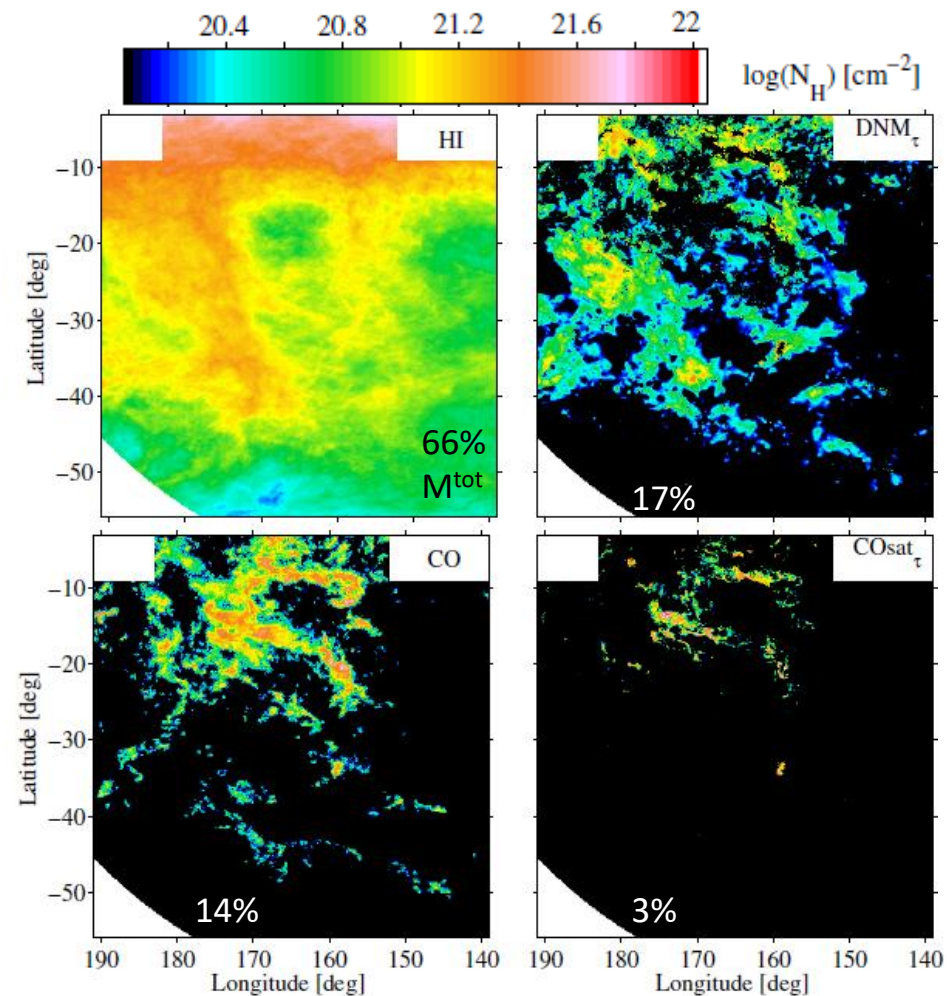 20.4 20.8 21.2 21.6 22
log(N_H) [cm⁻²]
HI
DNM_τ
−10
−20
−30
−40
−50
Latitude [deg]
66%
M^tot
17%
CO
COsat_τ
−10
−20
−30
−40
−50
Latitude [deg]
14%
3%
190 180 170 160 150 190 180 170 160 150 140
Longitude [deg] Longitude [deg]